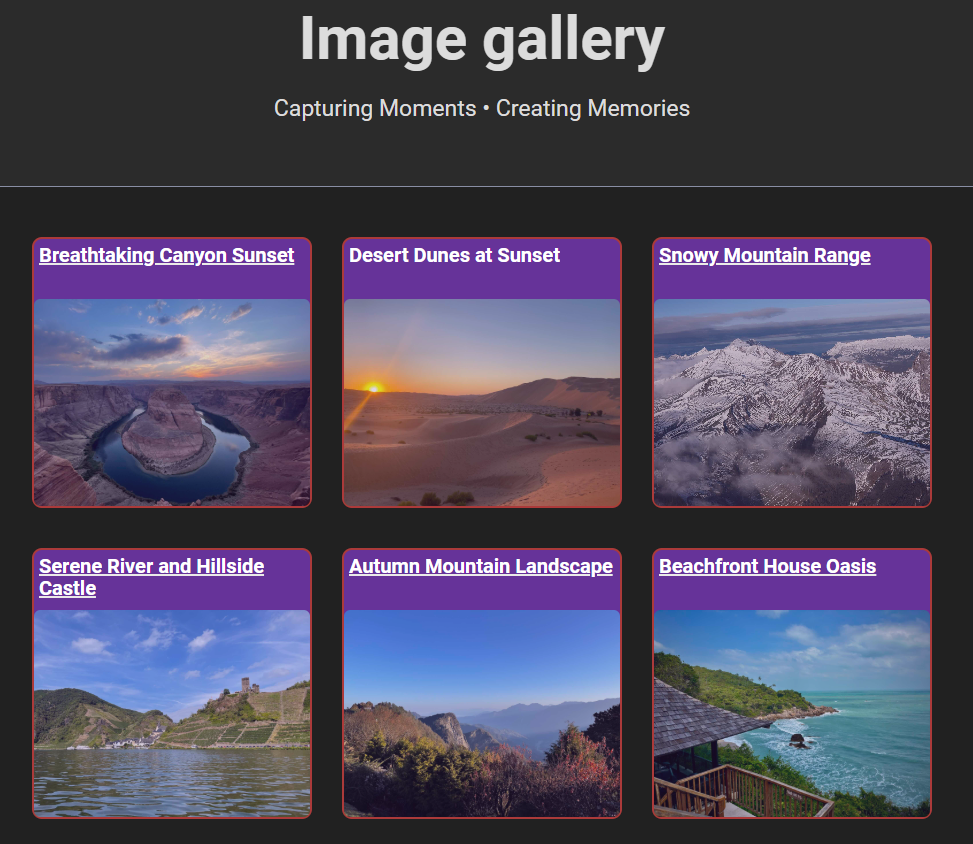 Image gallery
Capturing Moments • Creating Memories
Breathtaking Canyon Sunset
Desert Dunes at Sunset
Snowy Mountain Range
Serene River and Hillside
Castle
Autumn Mountain Landscape
Beachfront House Oasis